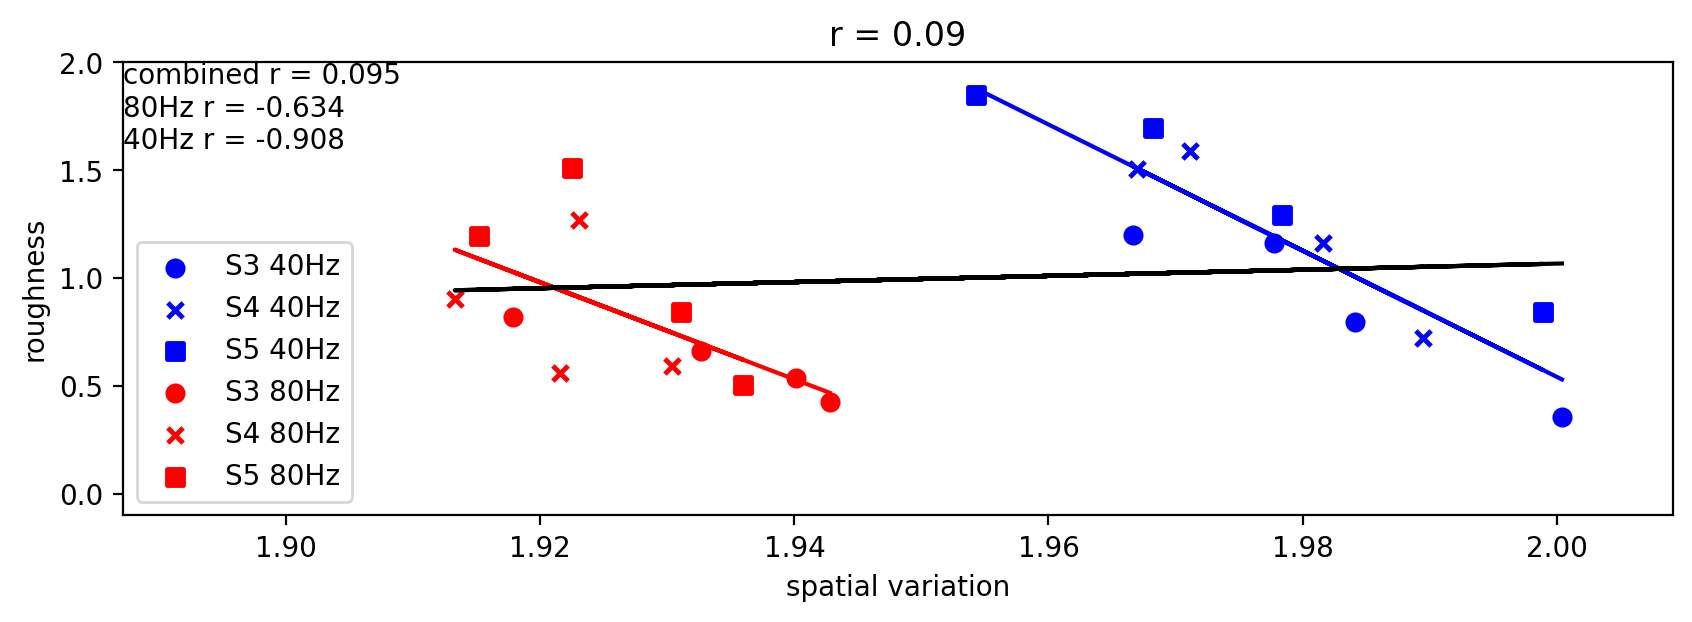 r = 0.09
combined r = 0.095
80Hz r = -0.634
40Hz r = -0.908
roughness
2.0
1.5
1.0
0.5
0.0
S3 40Hz
S4 40Hz
S5 40Hz
S3 80Hz
S4 80Hz
S5 80Hz
1.90 1.92 1.94 1.96 1.98 2.00
spatial variation